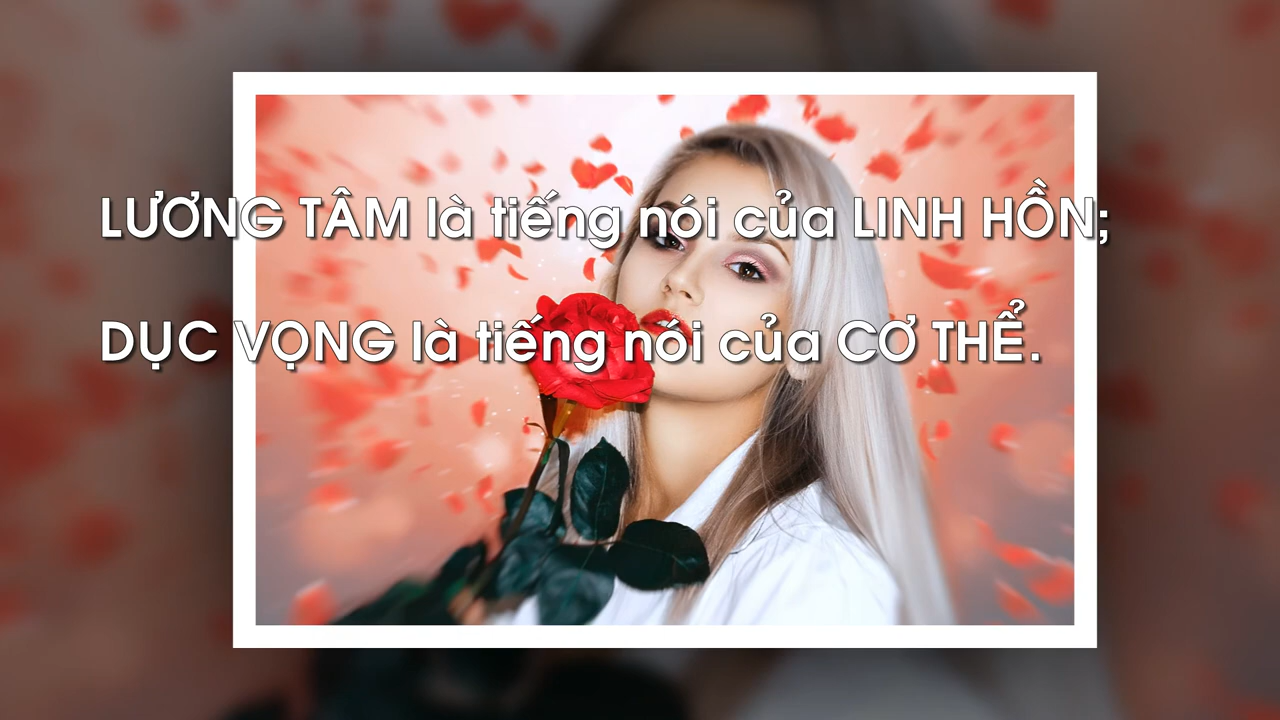 LƯƠNG TÂM là tiếng nói của LINH HỒN;
DỤC VỌNG là tiếng nói của CƠ THỂ.